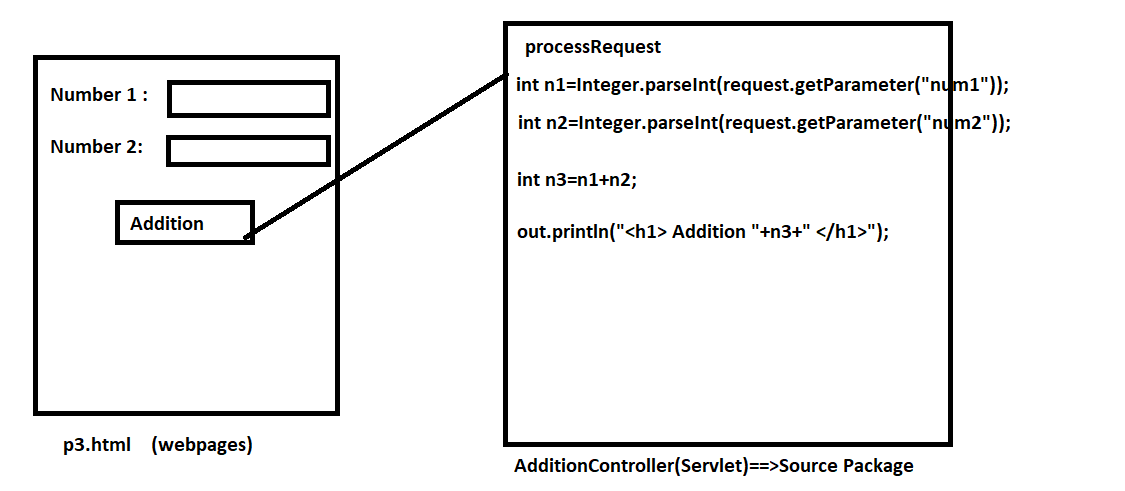 Number 1 :
Number 2:
Addition
p3.html (webpages)
processRequest
int n1=Integer.parseInt(request.getParameter("num1"));
int n2=Integer.parseInt(request.getParameter("num2"));
int n3=n1+n2;
out.println("<h1> Addition "+n3+" </h1>");
AdditionController(Servlet)==>Source Package